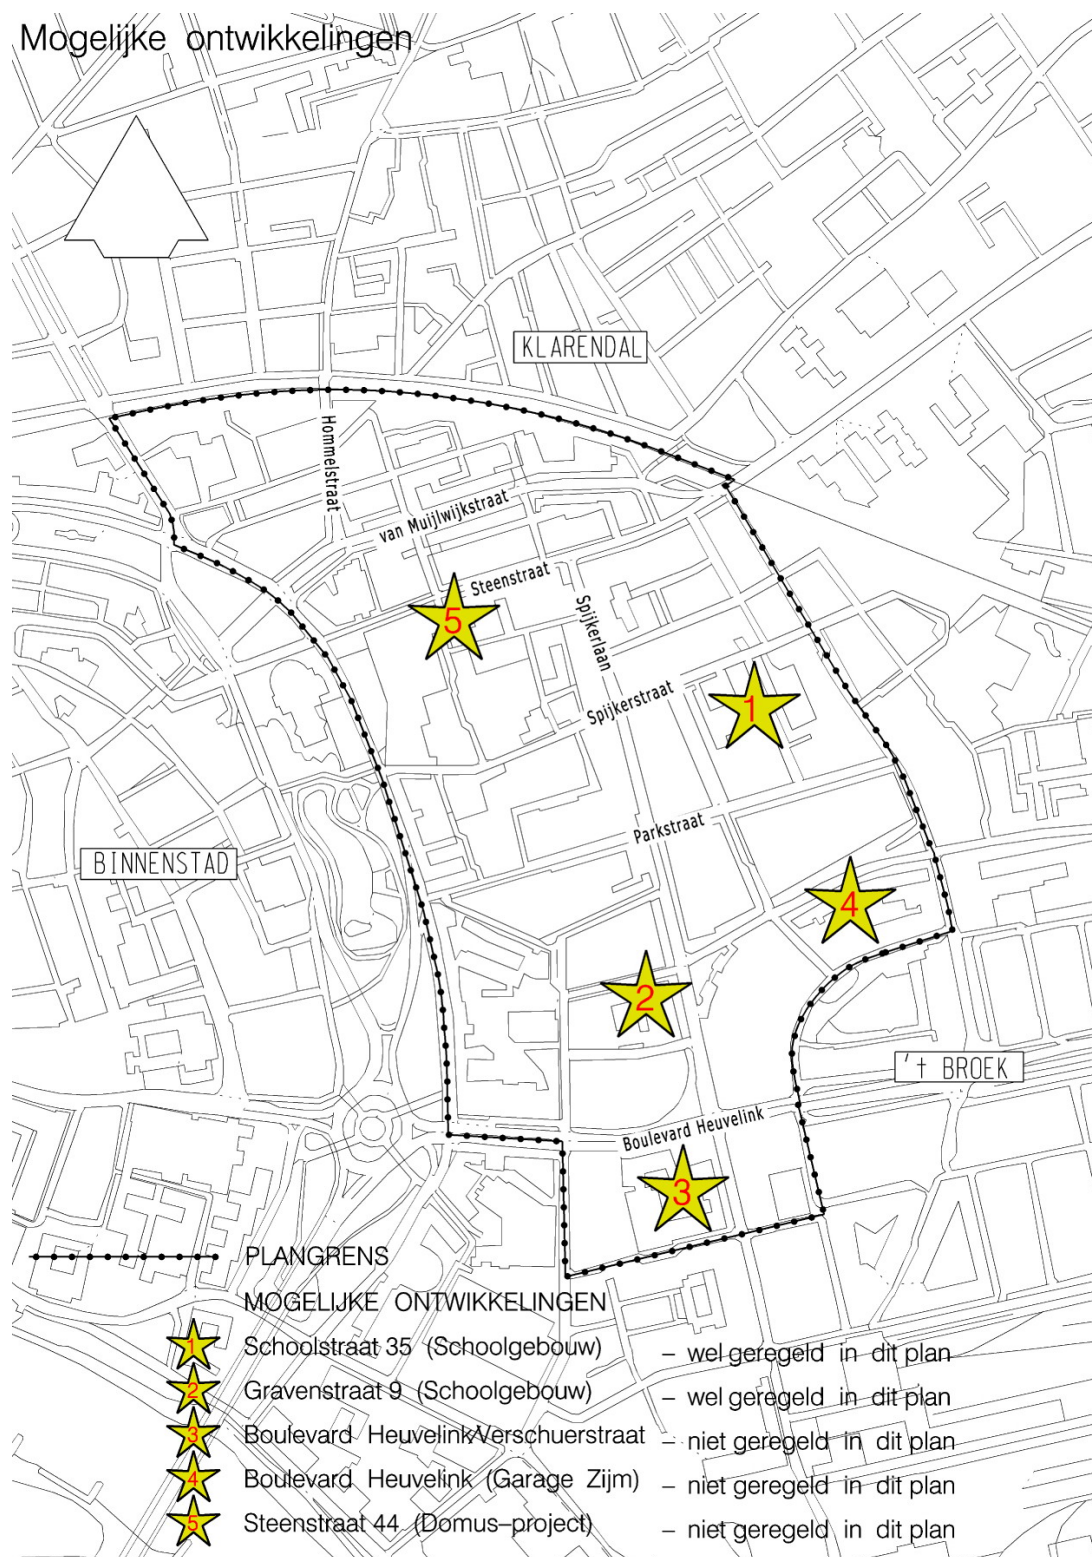 Mogelijke ontwikkelingen
KLARENDAL
Hommelstraat
van Muijlwijkstraat
Steenstraat
5
Spijkerlaan
1
Spijkerstraat
Parkstraat
BINNENSTAD
4
2
't BROEK
Boulevard Heuvelink
3
PLANGRENS
MOGELIJKE ONTWIKKELINGEN
1 Schoolstraat 35 (Schoolgebouw) – wel geregeld in dit plan
2 Gravenstraat 9 (Schoolgebouw) – wel geregeld in dit plan
3 Boulevard Heuvelink/Verschuerstraat – niet geregeld in dit plan
4 Boulevard Heuvelink (Garage Zijm) – niet geregeld in dit plan
5 Steenstraat 44 (Domus–project) – niet geregeld in dit plan